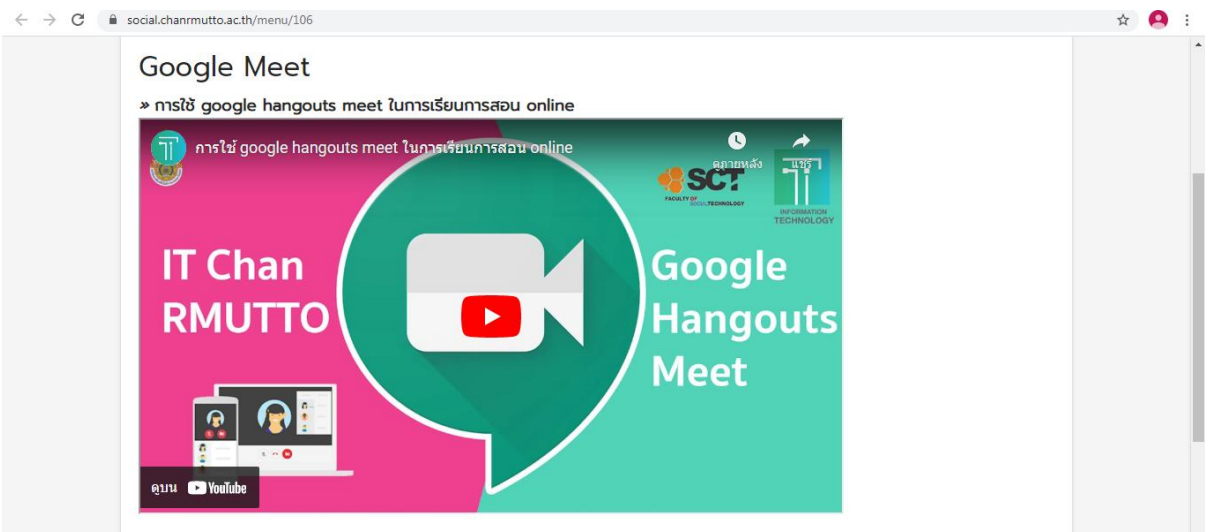 social.chanrmutto.ac.th/menu/106
Google Meet
» การใช้ google hangouts meet ในการเรียนการสอน online
การใช้ google hangouts meet ในการเรียนการสอน online
ดูภายหลัง
แชร์
SCT
FACULTY OF SOCIAL TECHNOLOGY
INFORMATION
TECHNOLOGY
IT Chan
RMUTTO
Google
Hangouts
Meet
ดูบน YouTube